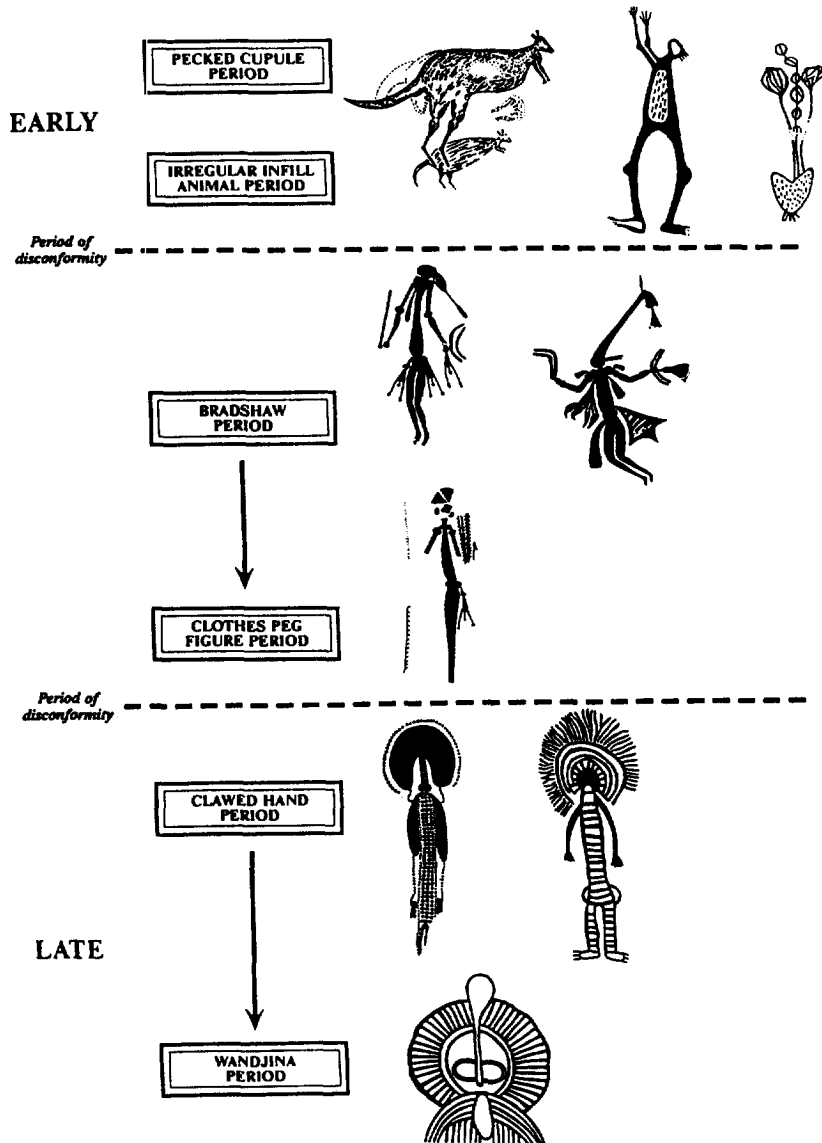 PECKED CUPULE
PERIOD
EARLY
IRREGULAR INFILL
ANIMAL PERIOD
Period of
disconformity
BRADSHAW
PERIOD
CLOTHES PEG
FIGURE PERIOD
Period of
disconformity
CLAWED HAND
PERIOD
LATE
WANDJINA
PERIOD